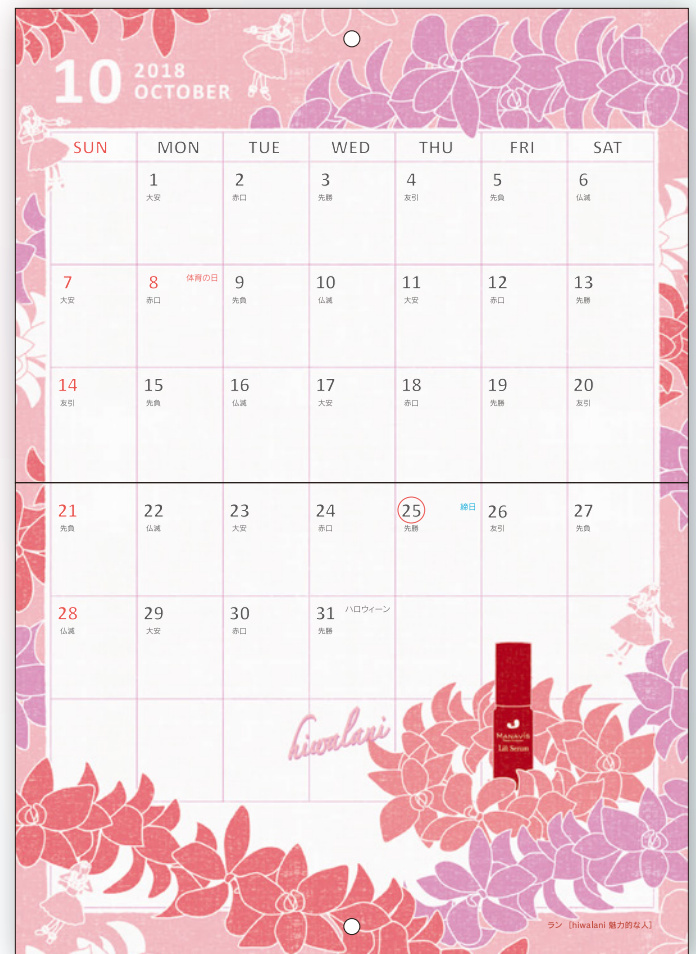 10
2018
OCTOBER
SUN MON TUE WED THU FRI SAT
1 2 3 4 5 6
大安 赤口 先勝 友引 先負 仏滅
7 8 体育の日 9 10 11 12 13
大安 赤口 先負 仏滅 大安 赤口 先勝
14 15 16 17 18 19 20
友引 先負 仏滅 大安 赤口 先勝 友引
21 22 23 24 25 締日 26 27
先負 仏滅 大安 赤口 先勝 友引 先負
28 29 30 31 ハロウィーン
仏滅 大安 赤口 先勝
hiwalani
MANAVIS
Lift Serum
ラン [hiwalani 魅力的な人]